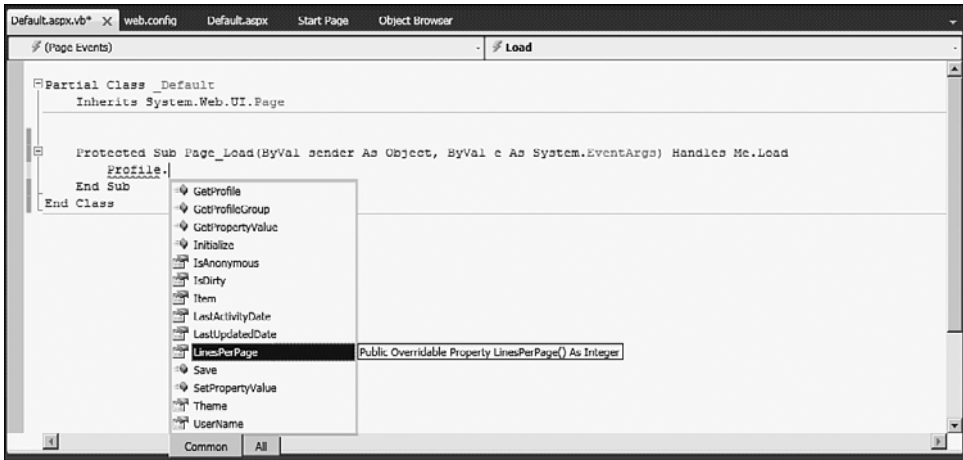 Default.aspx.vb* X web.config Default.aspx Start Page Object Browser
(Page Events) Load
Partial Class _Default
Inherits System.Web.UI.Page
Protected Sub Page_Load(ByVal sender As Object, ByVal e As System.EventArgs) Handles Me.Load
Profile.
End Sub
End Class
GetProfile
GetProfileGroup
GetPropertyValue
Initialize
IsAnonymous
IsDirty
Item
LastActivityDate
LastUpdatedDate
LinesPerPage Public Overridable Property LinesPerPage() As Integer
Save
SetPropertyValue
Theme
UserName
Common All